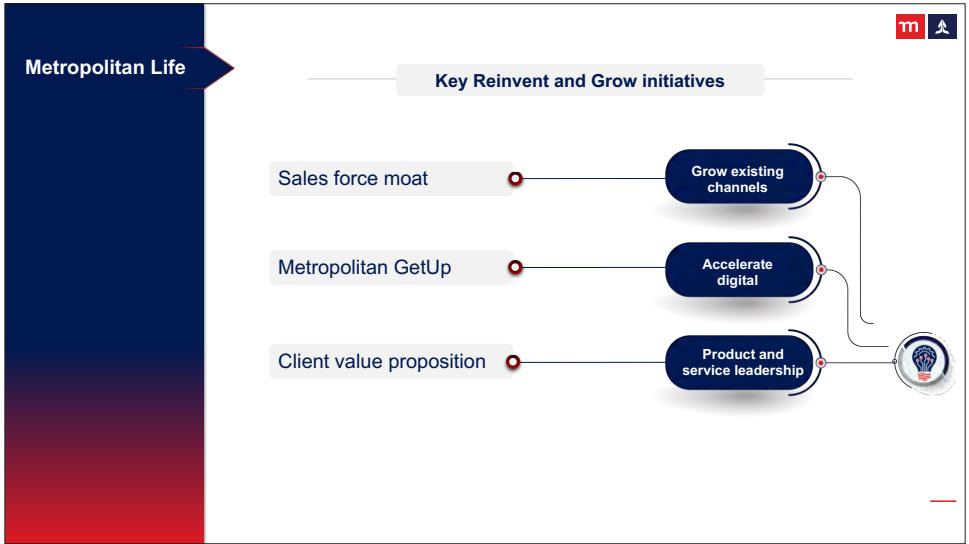 Metropolitan Life
m
Key Reinvent and Grow initiatives
Sales force moat
Grow existing
channels
Metropolitan GetUp
Accelerate
digital
Client value proposition
Product and
service leadership